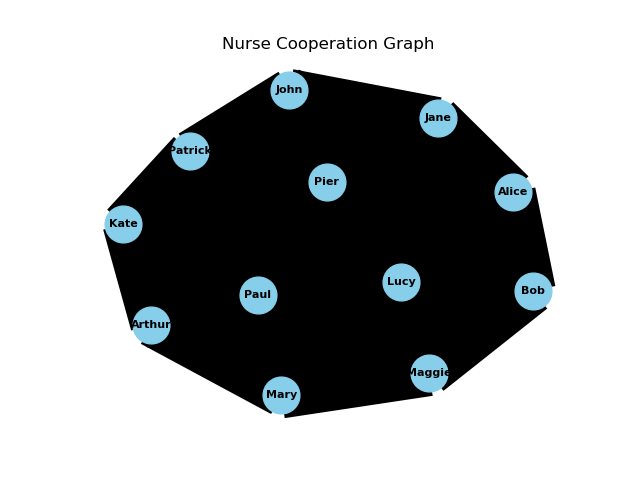 Nurse Cooperation Graph
John
Jane
Patrick
Pier
Alice
Kate
Lucy
Bob
Paul
Arthur
Maggie
Mary